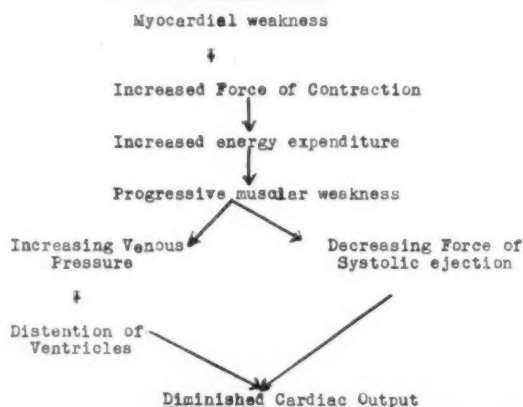 Myocardial weakness
Increased Force of Contraction
Increased energy expenditure
Progressive muscular weakness
Increasing Venous
Pressure
Decreasing Force of
Systolic ejection
Distention of
Ventricles
Diminished Cardiac Output